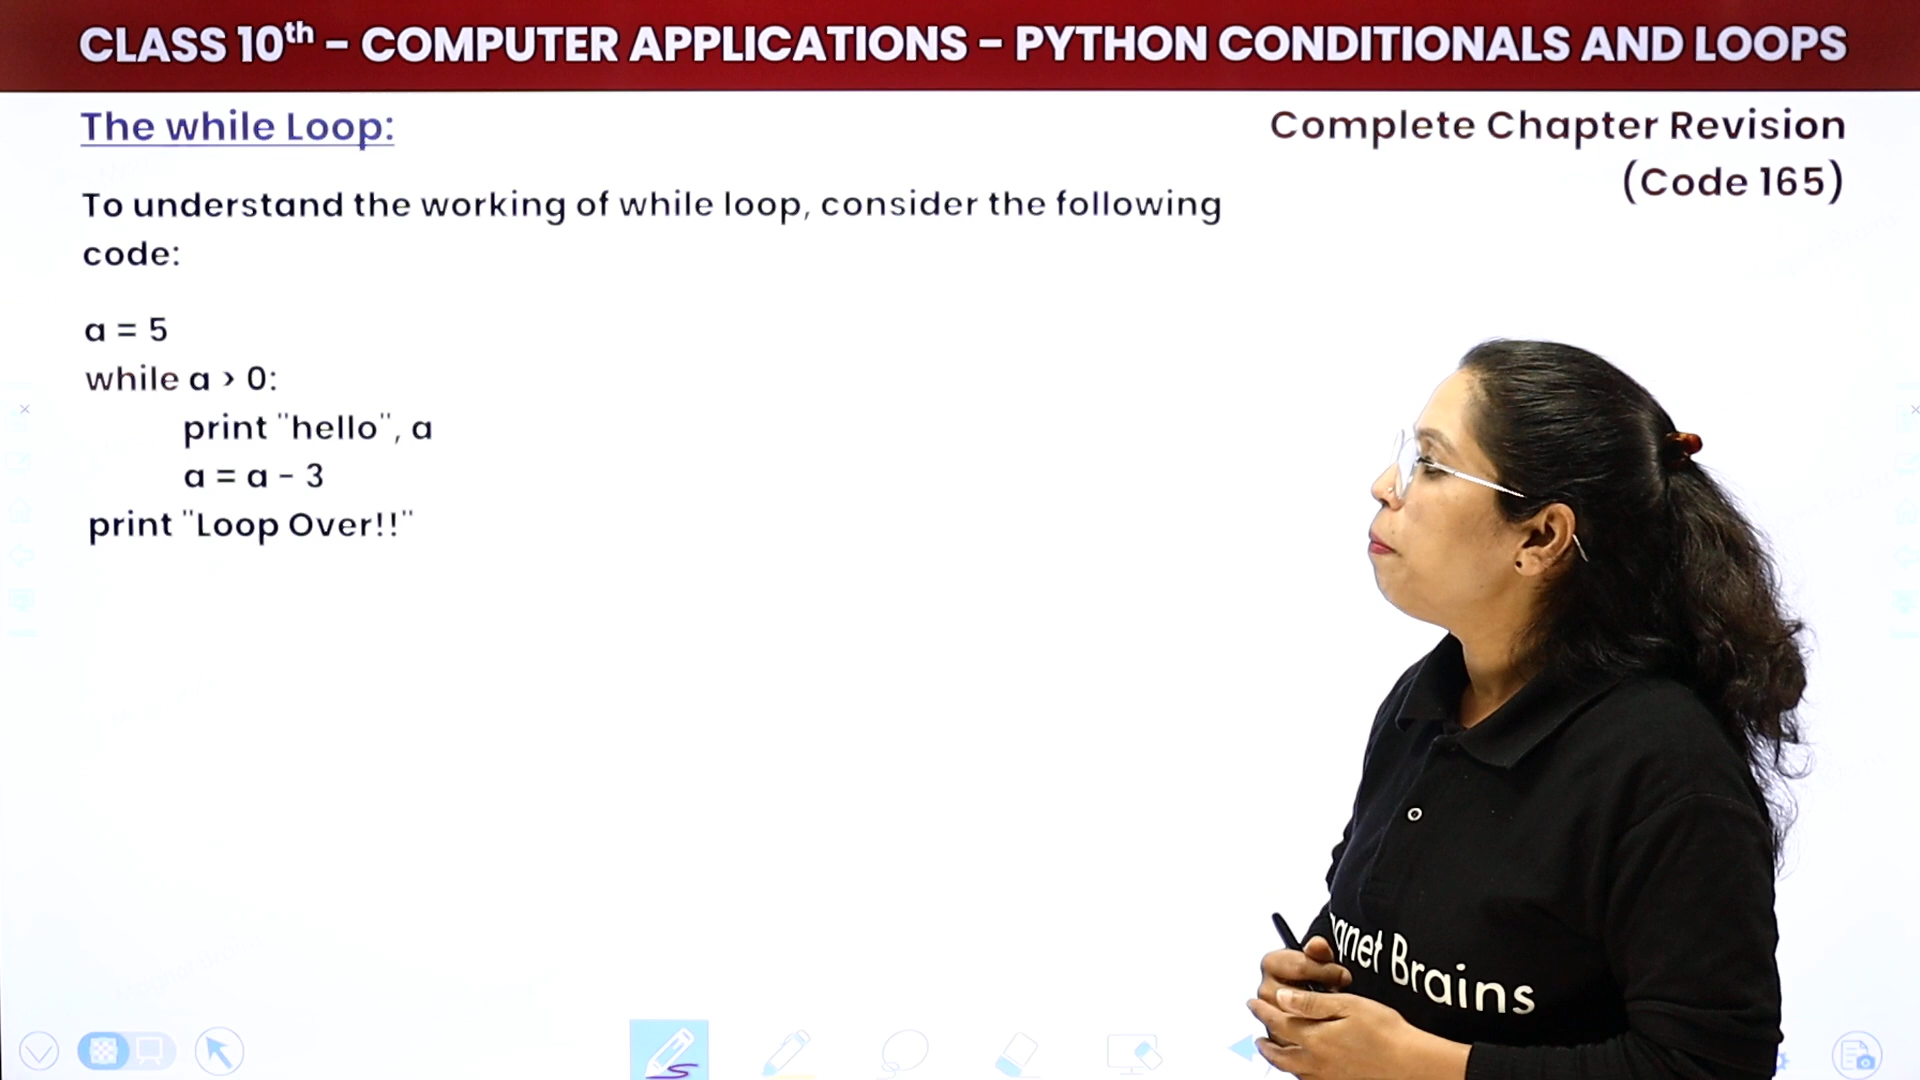 CLASS 10th – COMPUTER APPLICATIONS – PYTHON CONDITIONALS AND LOOPS
The while Loop:
Complete Chapter Revision
(Code 165)
To understand the working of while loop, consider the following
code:
a = 5
while a > 0:
print "hello", a
a = a - 3
print "Loop Over!!"
Brains